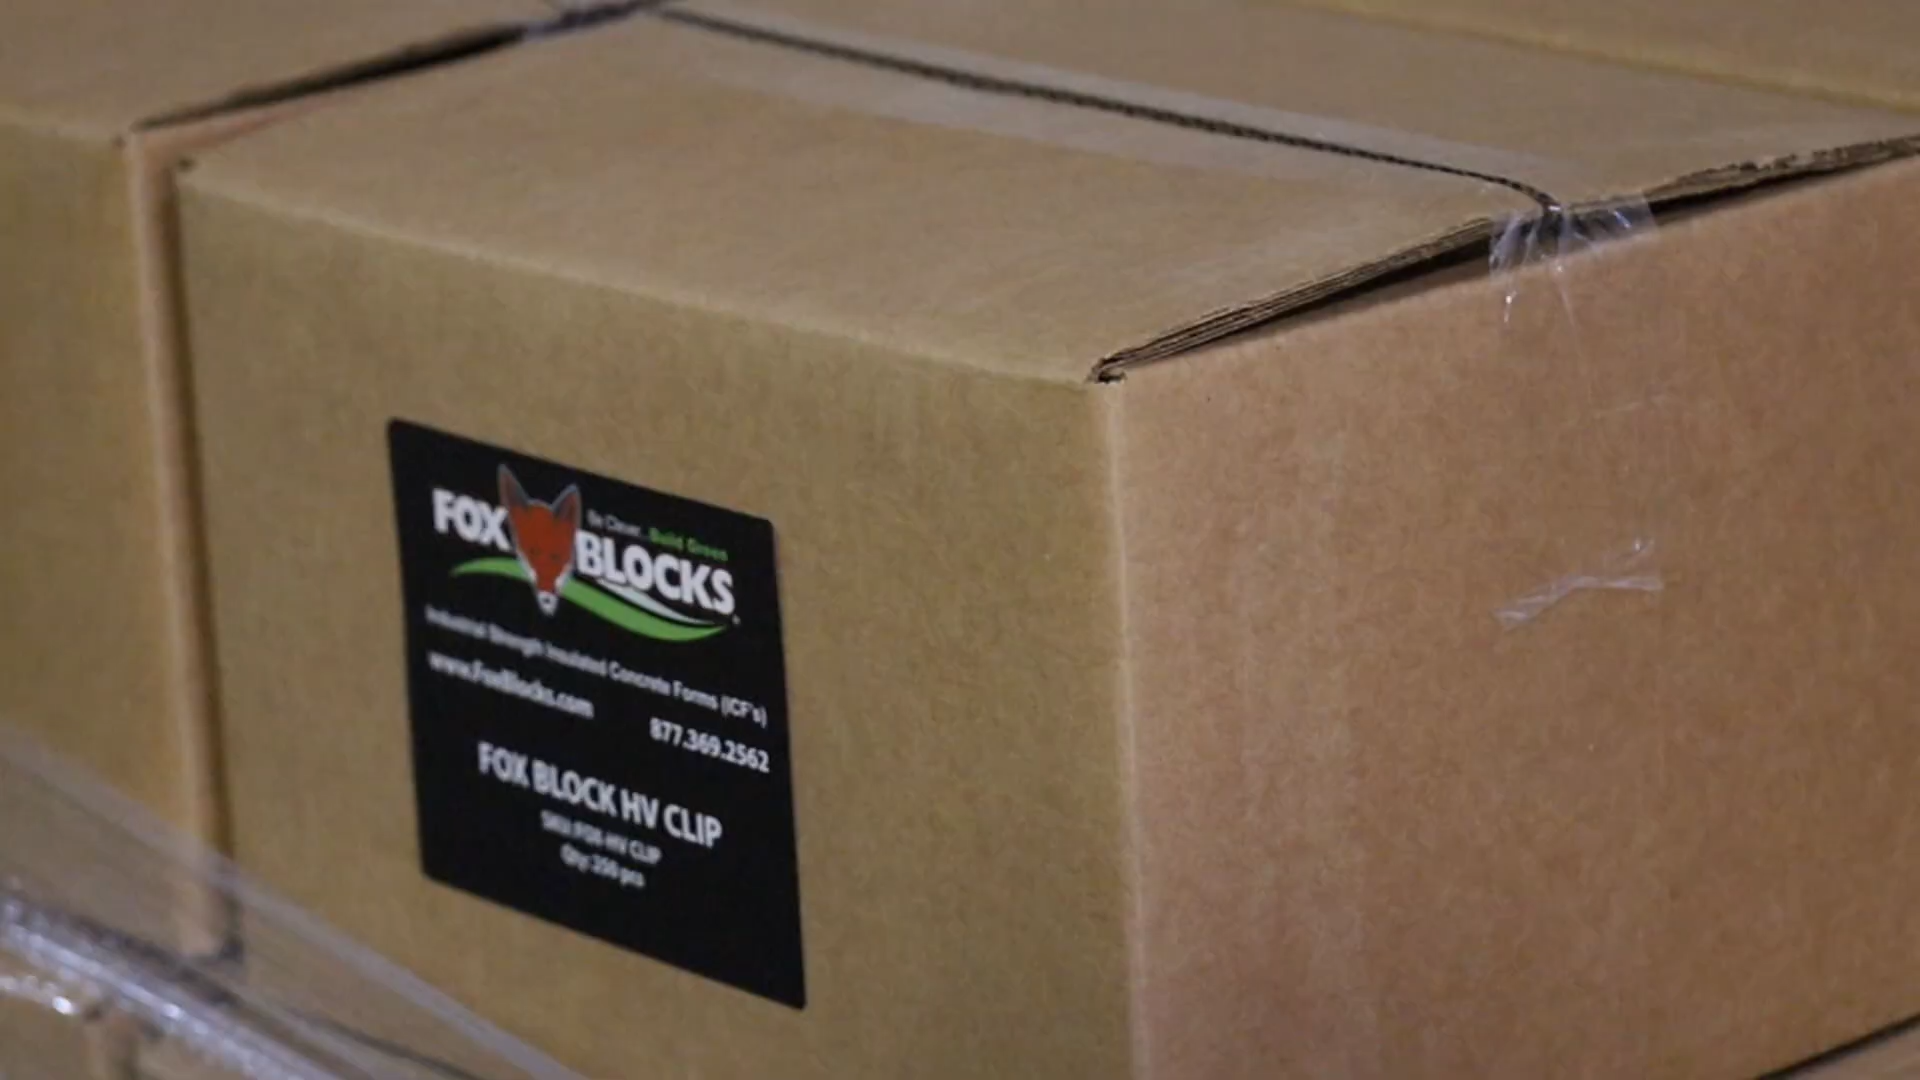 FOX BLOCKS
Be Clever...Build Green
Industrial Strength Insulated Concrete Forms (ICF's)
www.FoxBlocks.com
877.369.2562
FOX BLOCK HV CLIP
SKU: FOX-HV CLIP
Qty: 250 pcs